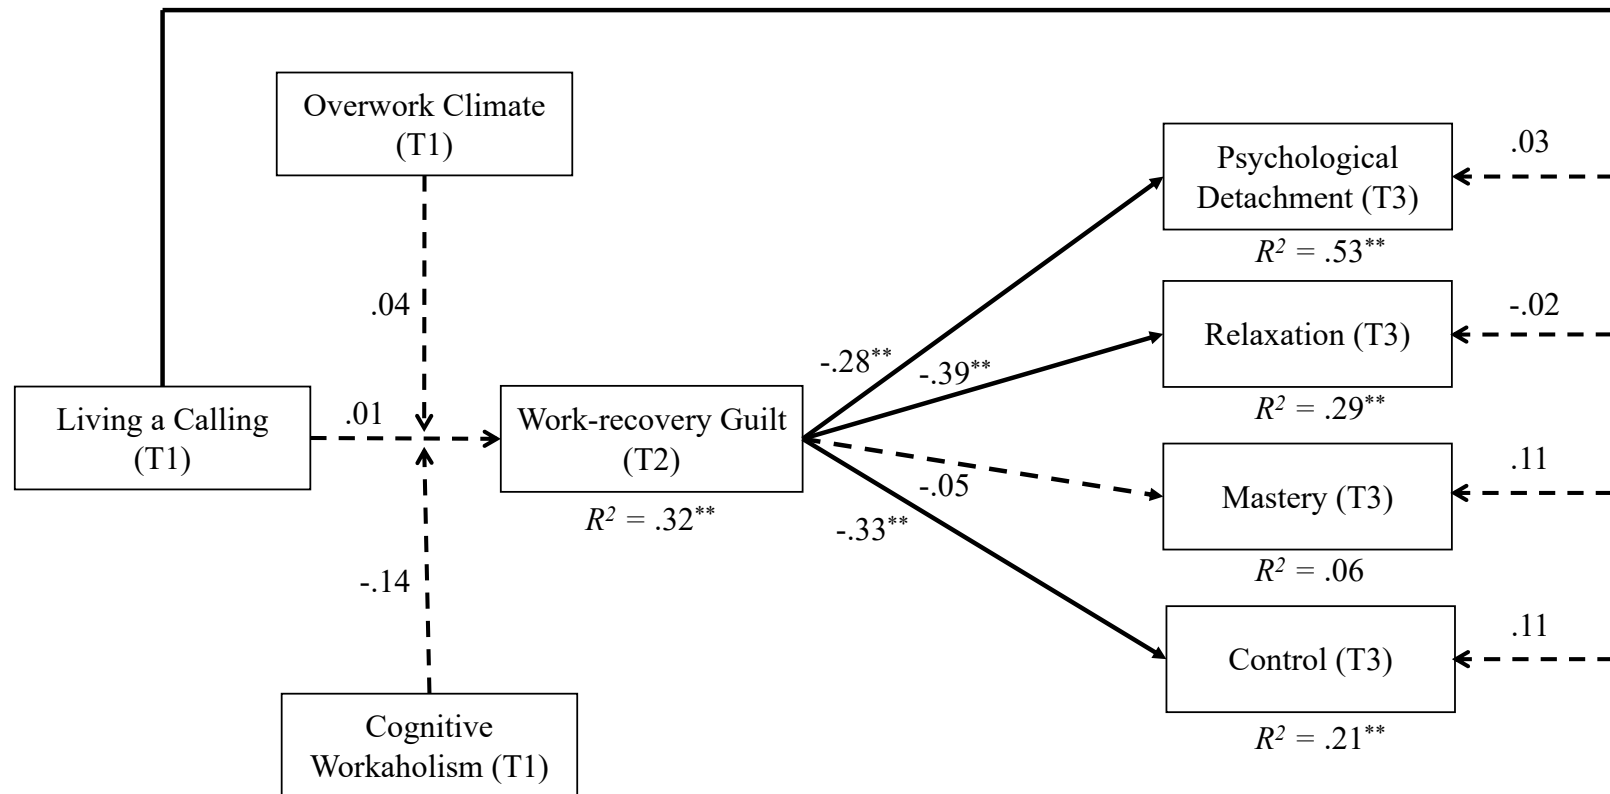 Overwork Climate
(T1)
Psychological
Detachment (T3)
.03
R² = .53**
.04
Relaxation (T3)
-.02
-.28**
-.39**
R² = .29**
Living a Calling
(T1)
.01
Work-recovery Guilt
(T2)
R² = .32**
-.05
-.33**
Mastery (T3)
.11
R² = .06
-.14
Control (T3)
.11
R² = .21**
Cognitive
Workaholism (T1)